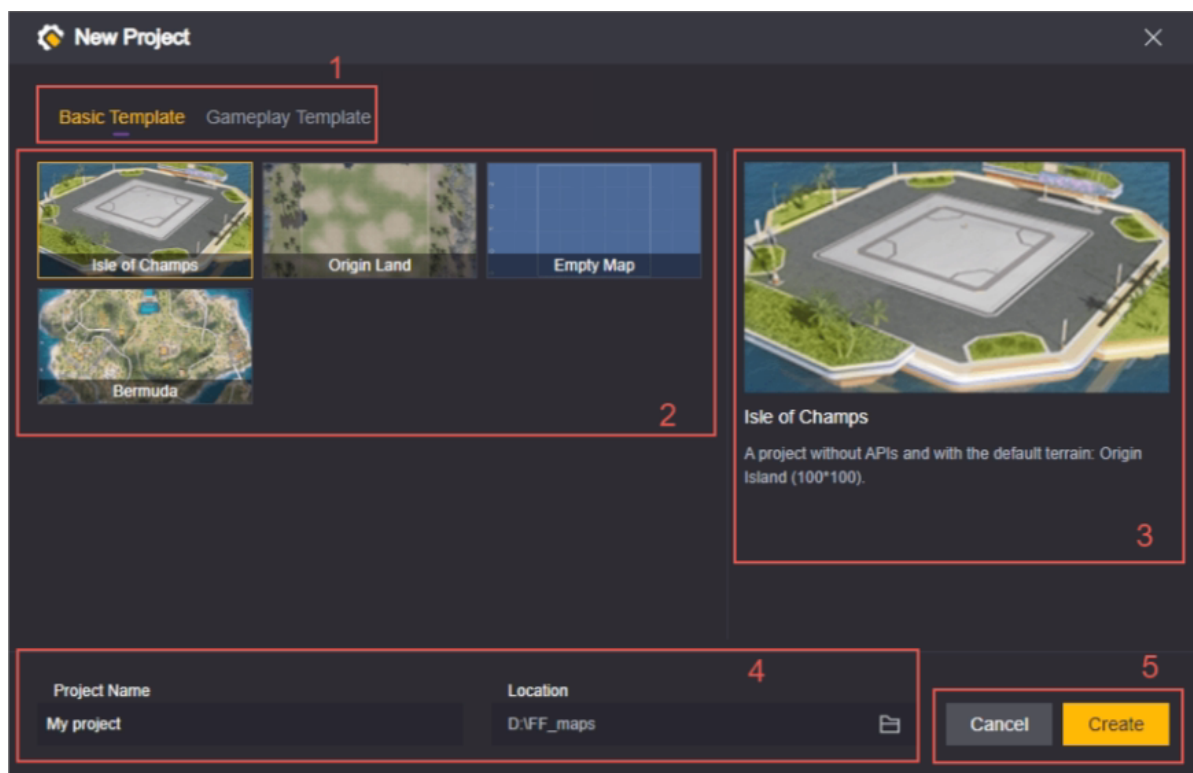 New Project
1
Basic Template Gameplay Template
Isle of Champs
Origin Land
Empty Map
Bermuda
2
Isle of Champs
A project without APIs and with the default terrain: Origin
Island (100*100).
3
4
Project Name
My project
Location
D:\FF_maps
5
Cancel
Create